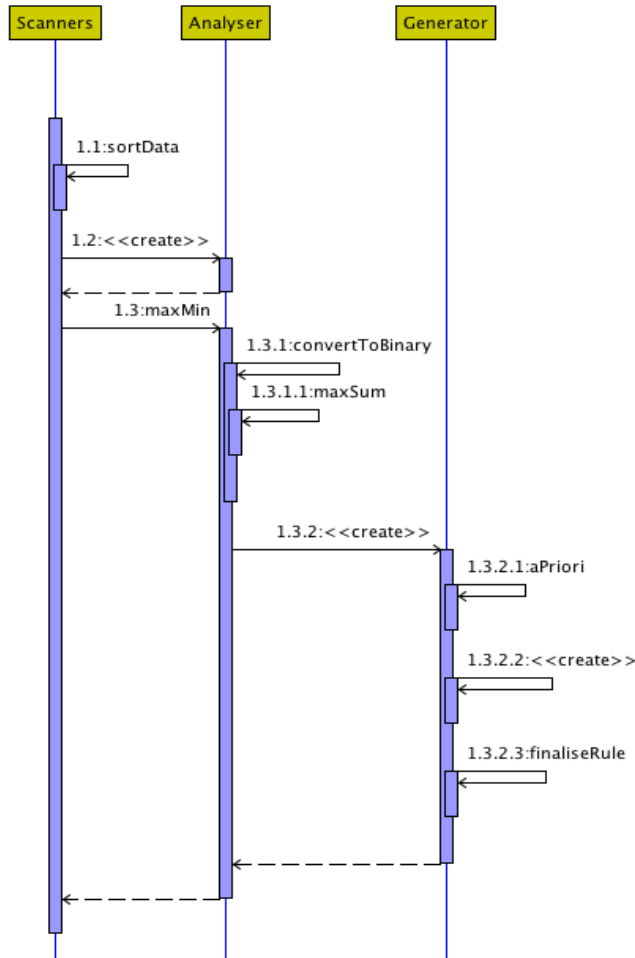 Scanners
Analyser
Generator
1.1:sortData
1.2:<<create>>
1.3:maxMin
1.3.1:convertToBinary
1.3.1.1:maxSum
1.3.2:<<create>>
1.3.2.1:aPriori
1.3.2.2:<<create>>
1.3.2.3:finaliseRule